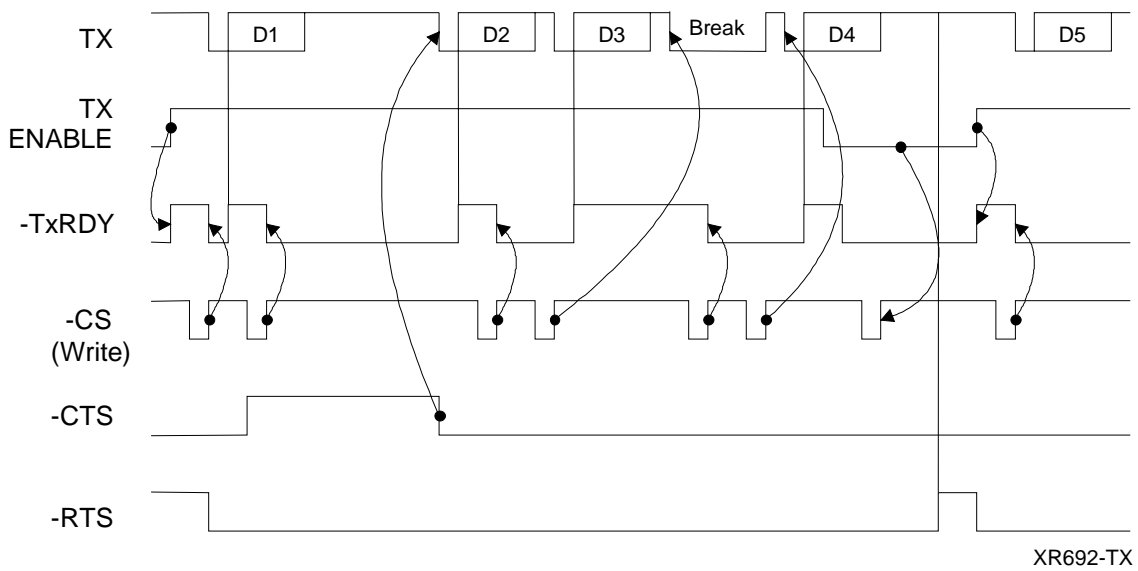 TX
D1
D2
D3
Break
D4
D5
TX
ENABLE
-TxRDY
-CS
(Write)
-CTS
-RTS
XR692-TX